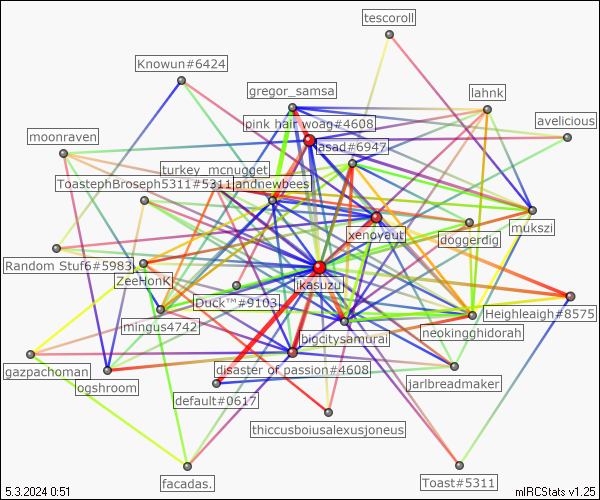 tescoroll
Knowun#6424
gregor_samsa
lahnk
pink hair woag#4608
avelicious
moonraven
asad#6947
turkey_mcnugget
ToastephBroseph5311#5311
andnewbees
xenoyaut
doggerdig
mukszi
Random Stuf6#5983
ZeeHonk
ikasuzu
Duck™#9103
mingus4742
neokingghidorah
Heighleaigh#8575
bigcitysamurai
gazpachoman
ogshroom
disaster of passion#4608
jarlbreadmaker
default#0617
thiccusboiusalexusjoneus
facadas.
Toast#5311
5.3.2024 0:51
mIRCStats v1.25